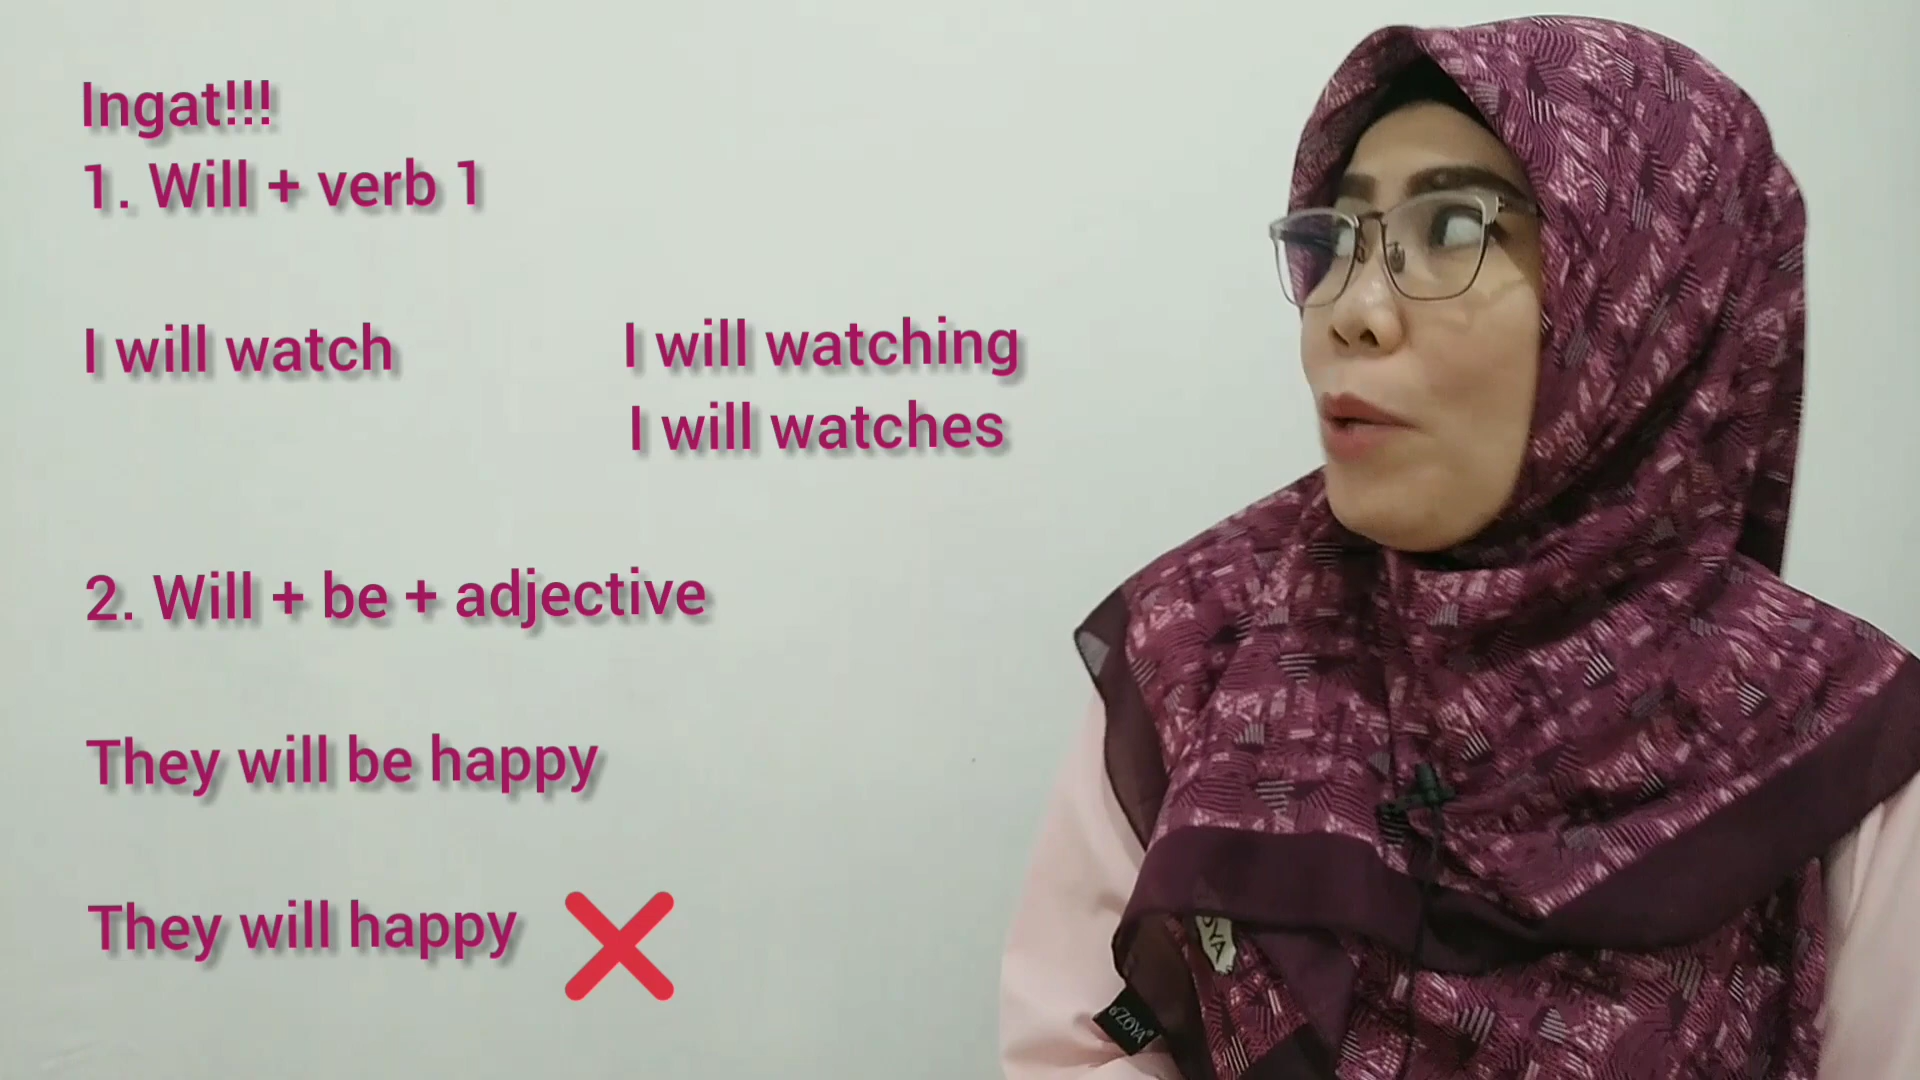 Ingat!!!
1. Will + verb 1
I will watch
I will watching
I will watches
2. Will + be + adjective
They will be happy
They will happy
ZOYA